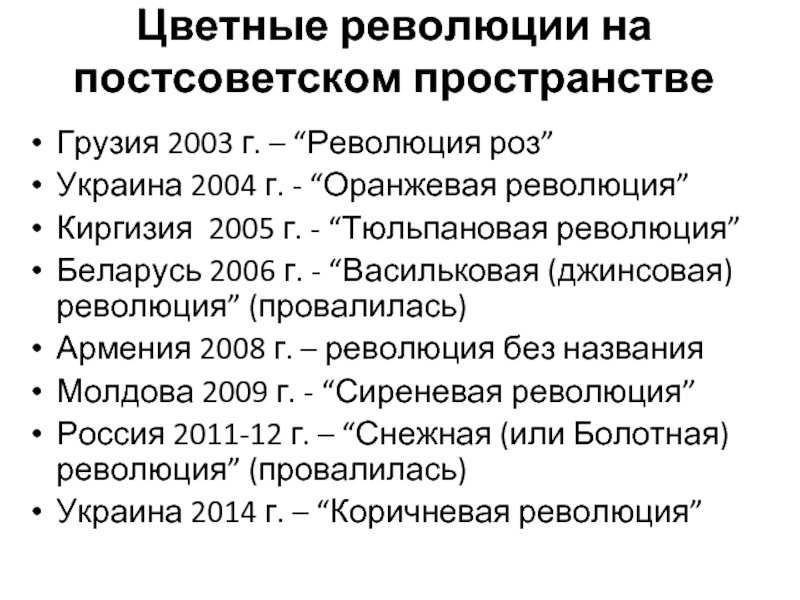 Цветные революции на
постсоветском пространстве
• Грузия 2003 г. – “Революция роз”
• Украина 2004 г. - “Оранжевая революция”
• Киргизия  2005 г. - “Тюльпановая революция”
• Беларусь 2006 г. - “Васильковая (джинсовая)
революция” (провалилась)
• Армения 2008 г. – революция без названия
• Молдова 2009 г. - “Сиреневая революция”
• Россия 2011-12 г. – “Снежная (или Болотная)
революция” (провалилась)
• Украина 2014 г. – “Коричневая революция”